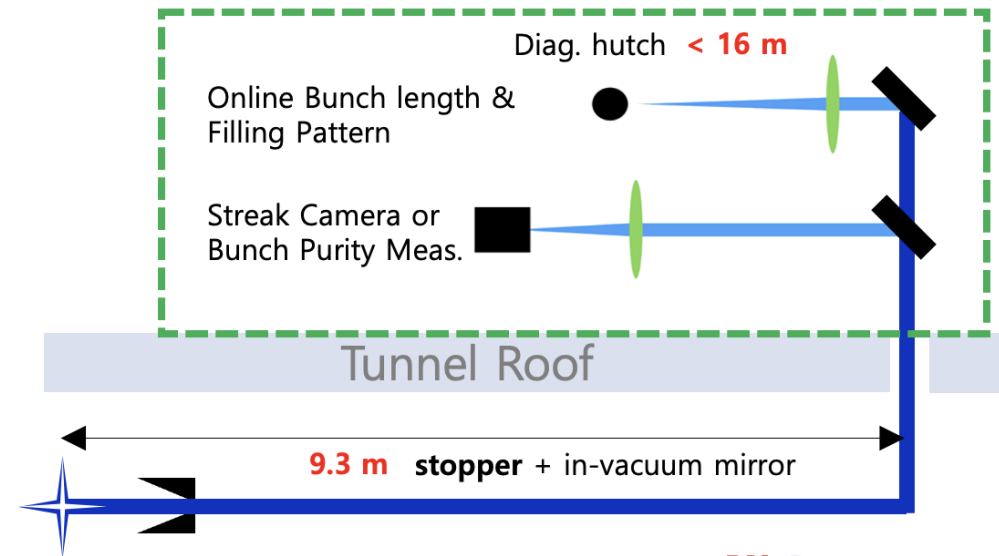 Diag. hutch < 16 m
Online Bunch length &
Filling Pattern
Streak Camera or
Bunch Purity Meas.
Tunnel Roof
9.3 m stopper + in-vacuum mirror